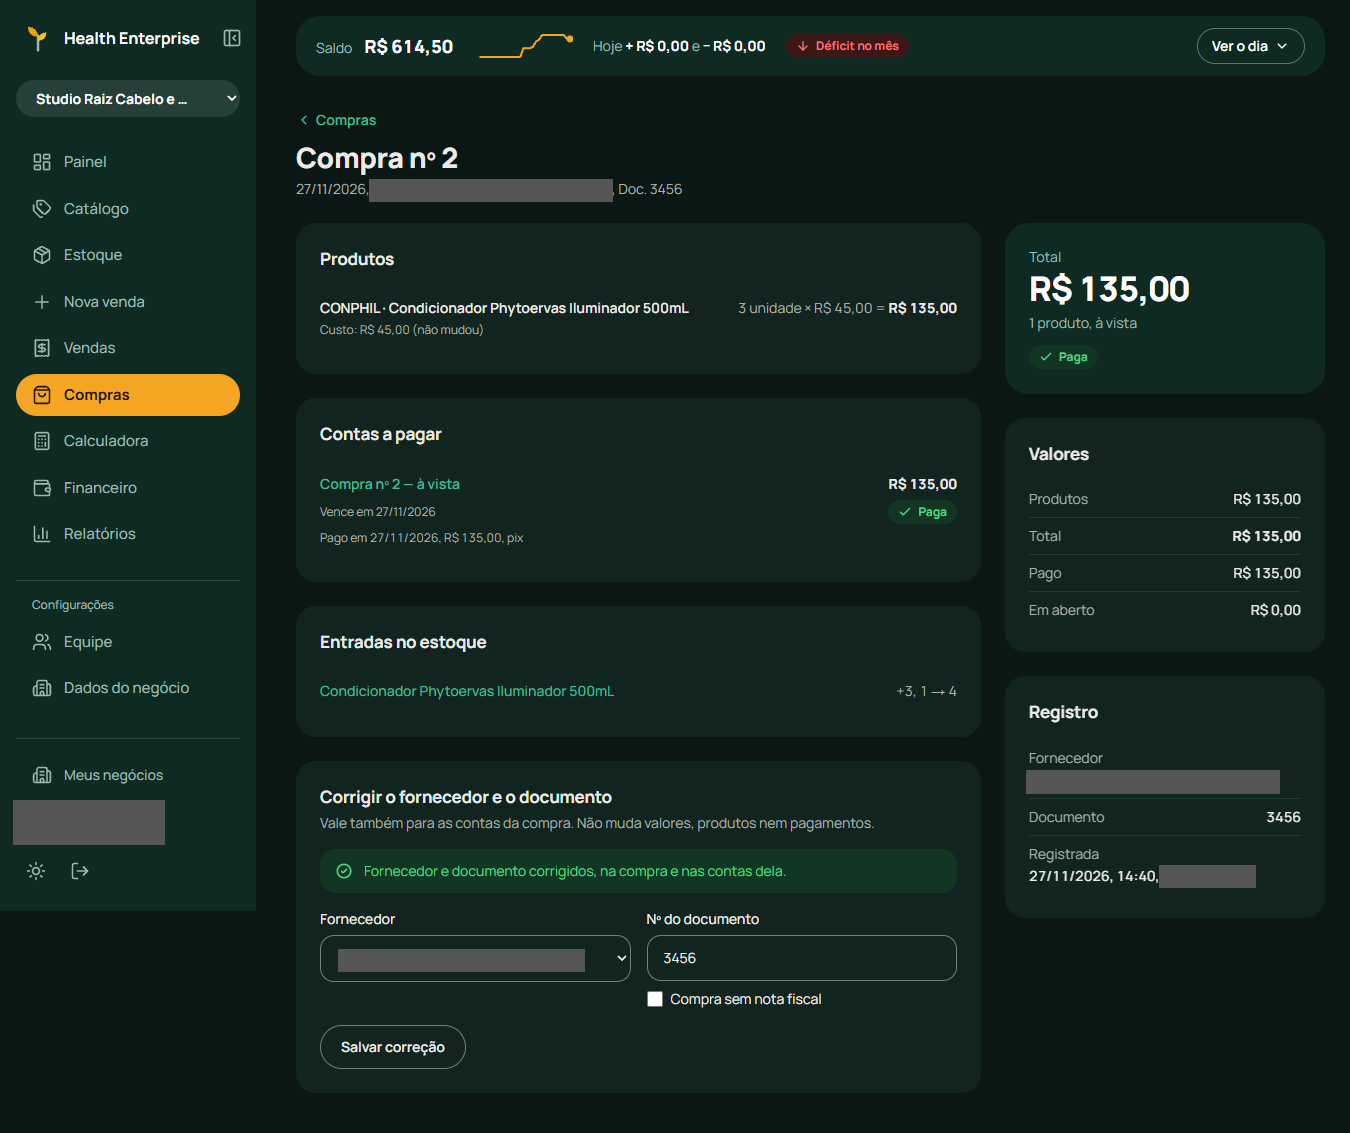 Health Enterprise
Studio Raiz Cabelo e ...
Painel
Catálogo
Estoque
Nova venda
Vendas
Compras
Calculadora
Financeiro
Relatórios
Configurações
Equipe
Dados do negócio
Meus negócios
Saldo R$ 614,50 Hoje + R$ 0,00 e − R$ 0,00 Déficit no mês Ver o dia
Compras
Compra nº 2
27/11/2026, , Doc. 3456
Produtos
CONPHIL · Condicionador Phytoervas Iluminador 500mL 3 unidade × R$ 45,00 = R$ 135,00
Custo: R$ 45,00 (não mudou)
Contas a pagar
Compra nº 2 — à vista R$ 135,00
Vence em 27/11/2026 Paga
Pago em 27/11/2026, R$ 135,00, pix
Entradas no estoque
Condicionador Phytoervas Iluminador 500mL +3, 1 → 4
Corrigir o fornecedor e o documento
Vale também para as contas da compra. Não muda valores, produtos nem pagamentos.
Fornecedor e documento corrigidos, na compra e nas contas dela.
Fornecedor Nº do documento
3456
Compra sem nota fiscal
Salvar correção
Total
R$ 135,00
1 produto, à vista
Paga
Valores
Produtos R$ 135,00
Total R$ 135,00
Pago R$ 135,00
Em aberto R$ 0,00
Registro
Fornecedor
Documento 3456
Registrada
27/11/2026, 14:40,